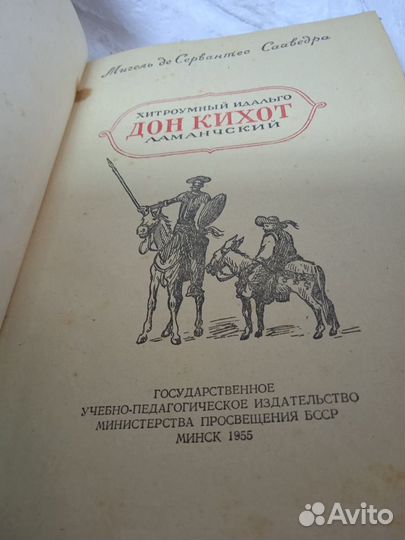 Мигель де Сервантес Сааведра
ХИТРОУМНЫЙ ИДАЛЬГО
ДОН КИХОТ
ЛАМАНЧСКИЙ
ГОСУДАРСТВЕННОЕ
УЧЕБНО-ПЕДАГОГИЧЕСКОЕ ИЗДАТЕЛЬСТВО
МИНИСТЕРСТВА ПРОСВЕЩЕНИЯ БССР
МИНСК 1955
Avito